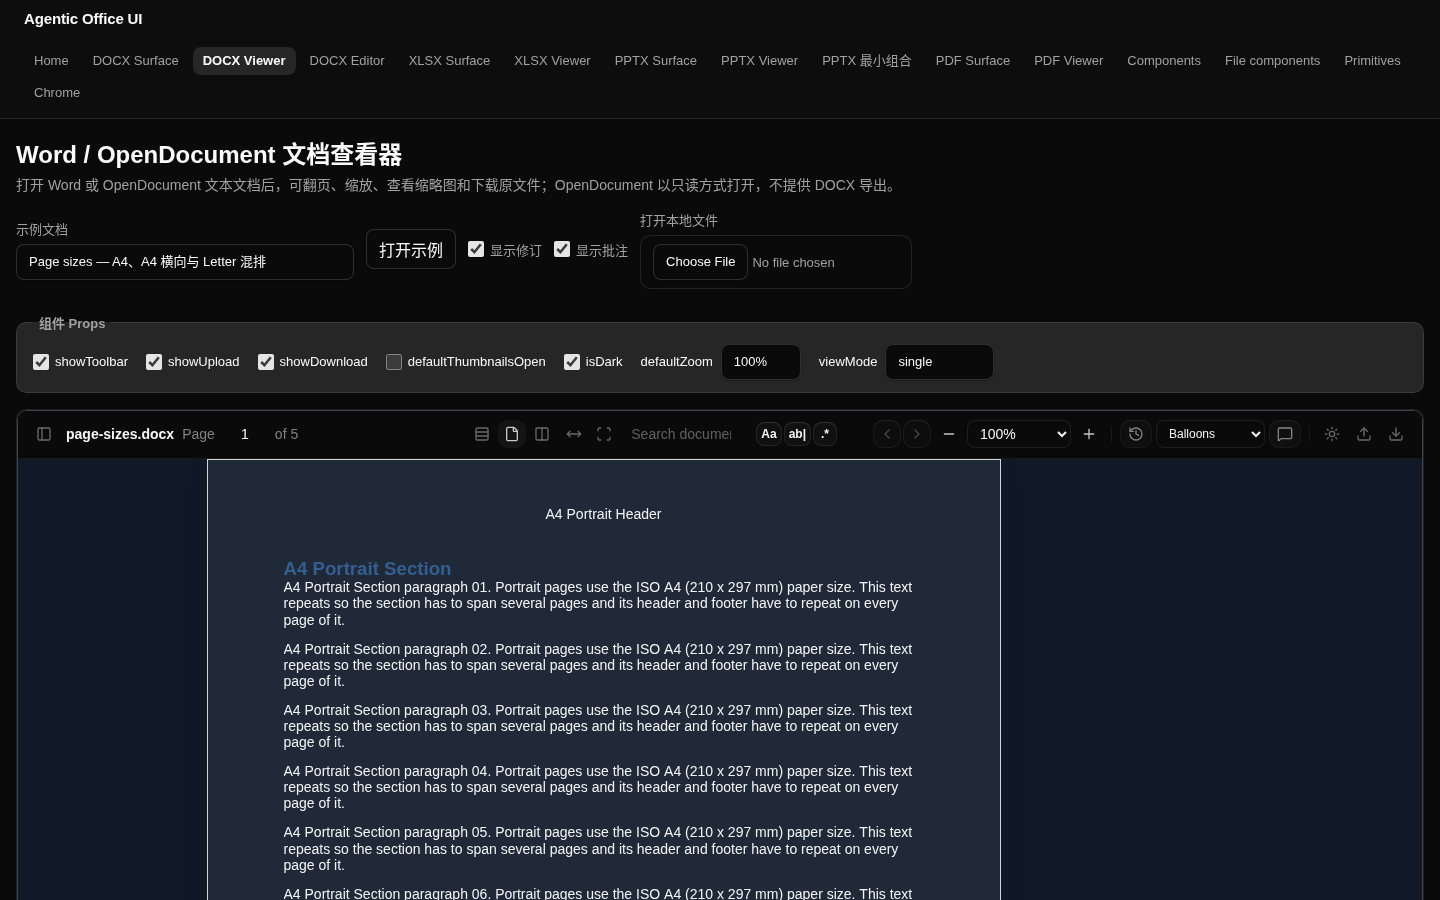 Agentic Office UI
Home DOCX Surface DOCX Viewer DOCX Editor XLSX Surface XLSX Viewer PPTX Surface PPTX Viewer PPTX 最小组合 PDF Surface PDF Viewer Components File components Primitives
Chrome
Word / OpenDocument 文档查看器
打开 Word 或 OpenDocument 文本文档后，可翻页、缩放、查看缩略图和下载原文件；OpenDocument 以只读方式打开，不提供 DOCX 导出。
示例文档
Page sizes — A4、A4 横向与 Letter 混排
打开示例
显示修订 显示批注
打开本地文件
Choose File No file chosen
组件 Props
showToolbar showUpload showDownload defaultThumbnailsOpen isDark defaultZoom 100% viewMode single
page-sizes.docx Page 1 of 5 Search documen Aa ab| .* 100% Balloons
A4 Portrait Header
A4 Portrait Section
A4 Portrait Section paragraph 01. Portrait pages use the ISO A4 (210 x 297 mm) paper size. This text
repeats so the section has to span several pages and its header and footer have to repeat on every
page of it.
A4 Portrait Section paragraph 02. Portrait pages use the ISO A4 (210 x 297 mm) paper size. This text
repeats so the section has to span several pages and its header and footer have to repeat on every
page of it.
A4 Portrait Section paragraph 03. Portrait pages use the ISO A4 (210 x 297 mm) paper size. This text
repeats so the section has to span several pages and its header and footer have to repeat on every
page of it.
A4 Portrait Section paragraph 04. Portrait pages use the ISO A4 (210 x 297 mm) paper size. This text
repeats so the section has to span several pages and its header and footer have to repeat on every
page of it.
A4 Portrait Section paragraph 05. Portrait pages use the ISO A4 (210 x 297 mm) paper size. This text
repeats so the section has to span several pages and its header and footer have to repeat on every
page of it.
A4 Portrait Section paragraph 06. Portrait pages use the ISO A4 (210 x 297 mm) paper size. This text